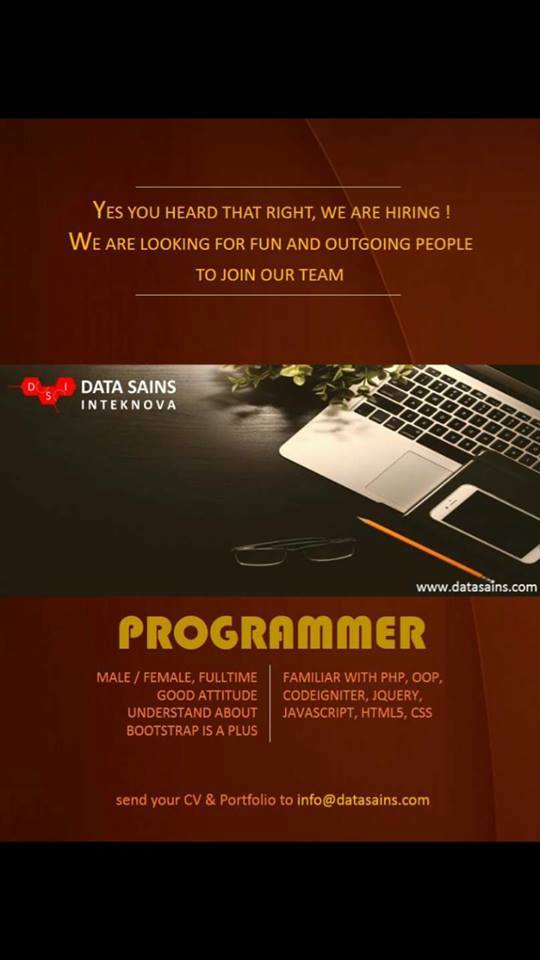 YES YOU HEARD THAT RIGHT, WE ARE HIRING !
WE ARE LOOKING FOR FUN AND OUTGOING PEOPLE
TO JOIN OUR TEAM
D S I
DATA SAINS
INTEKNOVA
www.datasains.com
PROGRAMMER
MALE / FEMALE, FULLTIME
GOOD ATTITUDE
UNDERSTAND ABOUT
BOOTSTRAP IS A PLUS
FAMILIAR WITH PHP, OOP,
CODEIGNITER, JQUERY,
JAVASCRIPT, HTML5, CSS
send your CV & Portfolio to info@datasains.com